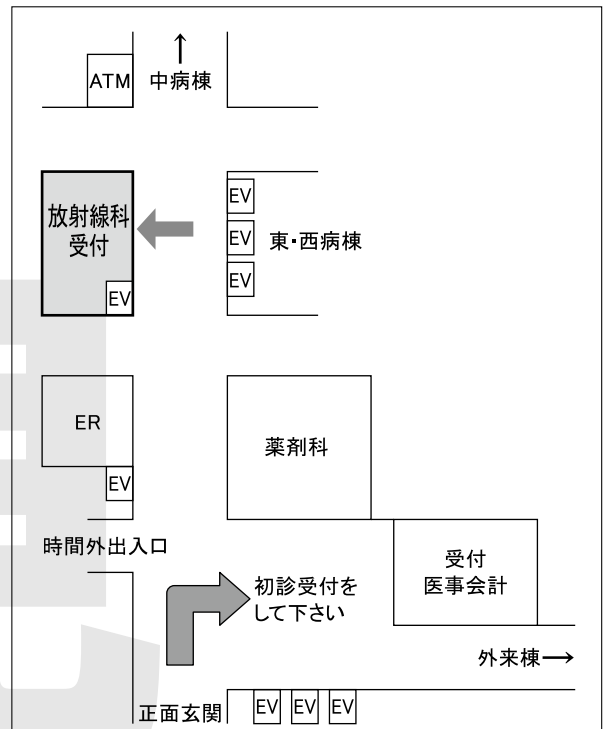 ATM
中病棟
放射線科
受付
EV
EV
EV
EV
東・西病棟
ER
EV
薬剤科
時間外出入口
受付
医事会計
初診受付を
して下さい
外来棟→
正面玄関
EV
EV
EV